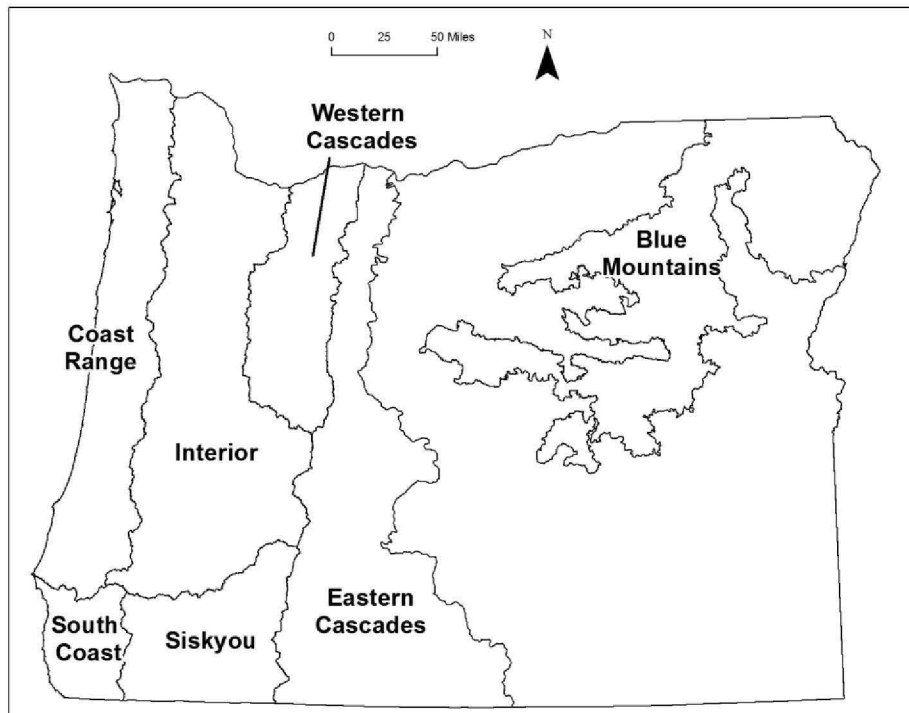 0 25 50 Miles
N
Western
Cascades
Blue
Mountains
Coast
Range
Interior
South
Coast
Siskyou
Eastern
Cascades